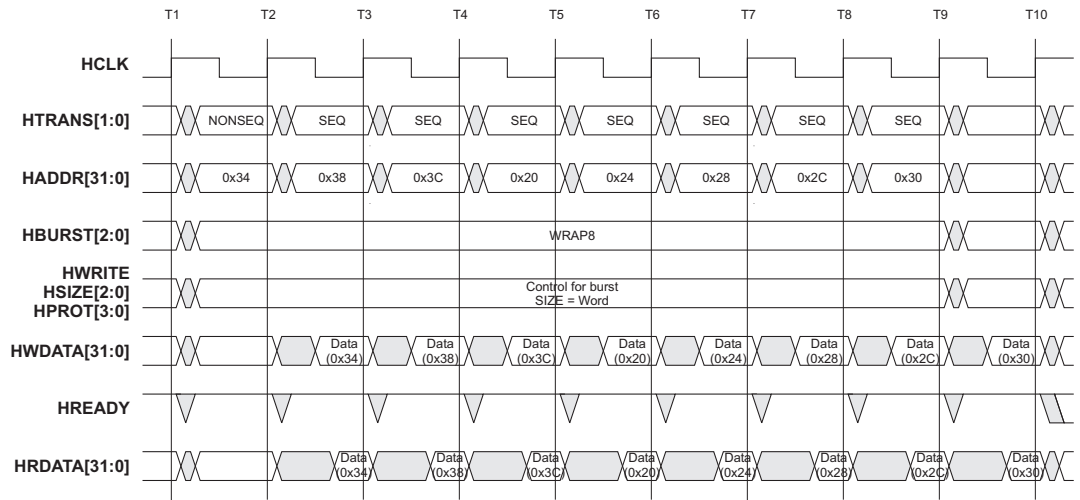 T1 T2 T3 T4 T5 T6 T7 T8 T9 T10
HCLK
HTRANS[1:0] NONSEQ SEQ SEQ SEQ SEQ SEQ SEQ SEQ
HADDR[31:0] 0x34 0x38 0x3C 0x20 0x24 0x28 0x2C 0x30
HBURST[2:0] WRAP8
HWRITE
HSIZE[2:0]
HPROT[3:0]
Control for burst
SIZE = Word
HWDATA[31:0]
Data Data Data Data Data Data Data Data
(0x34) (0x38) (0x3C) (0x20) (0x24) (0x28) (0x2C) (0x30)
HREADY
HRDATA[31:0]
Data Data Data Data Data Data Data Data
(0x34) (0x38) (0x3C) (0x20) (0x24) (0x28) (0x2C) (0x30)